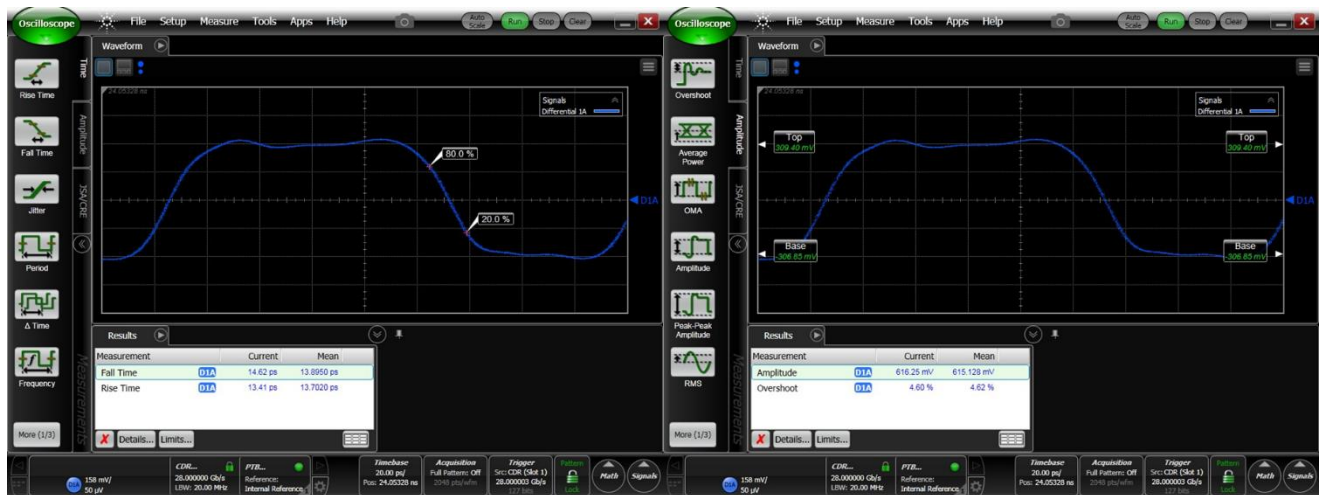 Oscilloscope File Setup Measure Tools Apps Help Auto Scale Run Stop Clear
Waveform
Time
Amplitude
JSA/CRE
Measurements
Rise Time
Fall Time
Jitter
Period
Δ Time
Frequency
More (1/3)
24.05328 ns
Signals
Differential 1A
80.0 %
20.0 %
D1A
Results
Measurement Current Mean
Fall Time D1A 14.62 ps 13.8950 ps
Rise Time D1A 13.41 ps 13.7020 ps
Details... Limits...
D1A
158 mV/
50 µV
CDR...
28.000000 Gb/s
LBW: 20.00 MHz
PTB...
Reference:
Internal Reference
Timebase
20.00 ps/
Pos: 24.05328 ns
Acquisition
Full Pattern: Off
2048 pts/wfm
Trigger
Src: CDR (Slot 1)
28.000003 Gb/s
127 bits
Pattern
Lock
Math
Signals
Oscilloscope File Setup Measure Tools Apps Help Auto Scale Run Stop Clear
Waveform
Time
Amplitude
JSA/CRE
Measurements
Overshoot
Average
Power
OMA
Amplitude
Peak-Peak
Amplitude
RMS
More (1/3)
24.05328 ns
Signals
Differential 1A
Top
309.40 mV
Top
309.40 mV
D1A
Base
-306.85 mV
Base
-306.85 mV
Results
Measurement Current Mean
Amplitude D1A 616.25 mV 615.128 mV
Overshoot D1A 4.60 % 4.62 %
Details... Limits...
D1A
158 mV/
50 µV
CDR...
28.000000 Gb/s
LBW: 20.00 MHz
PTB...
Reference:
Internal Reference
Timebase
20.00 ps/
Pos: 24.05328 ns
Acquisition
Full Pattern: Off
2048 pts/wfm
Trigger
Src: CDR (Slot 1)
28.000003 Gb/s
127 bits
Pattern
Lock
Math
Signals